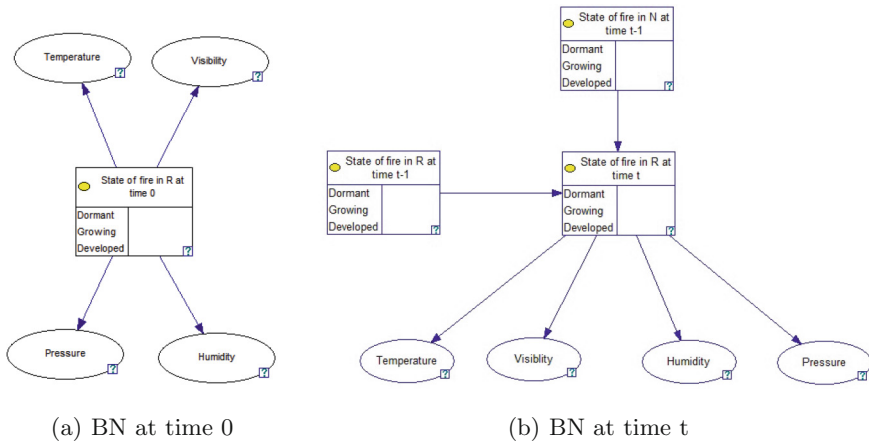 Temperature
?
Visibility
?
State of fire in R at
time 0
Dormant
Growing
Developed
?
Pressure
?
Humidity
?
(a) BN at time 0
State of fire in N at
time t-1
Dormant
Growing
Developed
?
State of fire in R at
time t-1
Dormant
Growing
Developed
?
State of fire in R at
time t
Dormant
Growing
Developed
?
Temperature
?
Visiblity
?
Humidity
?
Pressure
?
(b) BN at time t